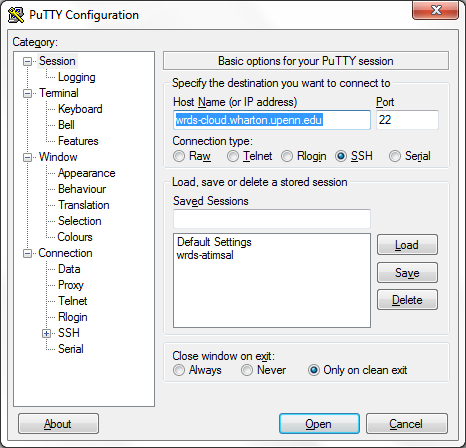 PuTTY Configuration
Category:
Session
Logging
Terminal
Keyboard
Bell
Features
Window
Appearance
Behaviour
Translation
Selection
Colours
Connection
Data
Proxy
Telnet
Rlogin
SSH
Serial
Basic options for your PuTTY session
Specify the destination you want to connect to
Host Name (or IP address) Port
wrds-cloud.wharton.upenn.edu 22
Connection type:
Raw Telnet Rlogin SSH Serial
Load, save or delete a stored session
Saved Sessions
Default Settings
wrds-atimsal
Load
Save
Delete
Close window on exit:
Always Never Only on clean exit
About Open Cancel